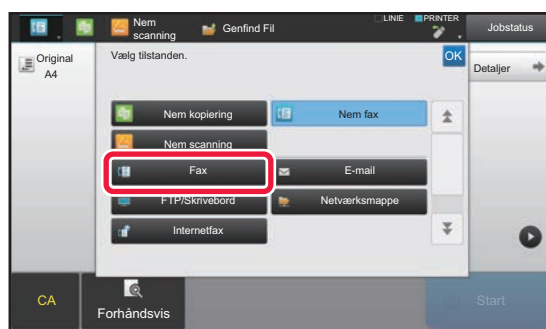 LINIE PRINTER
Nem scanning
Genfind Fil
Jobstatus
Original
A4
Vælg tilstanden.
OK
Detaljer
Nem kopiering
Nem fax
Nem scanning
Fax
E-mail
FTP/Skrivebord
Netværksmappe
Internetfax
CA
Forhåndsvis
Start